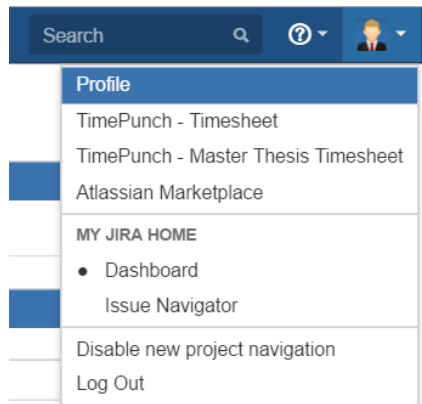 Search
Profile
TimePunch - Timesheet
TimePunch - Master Thesis Timesheet
Atlassian Marketplace
MY JIRA HOME
● Dashboard
Issue Navigator
Disable new project navigation
Log Out